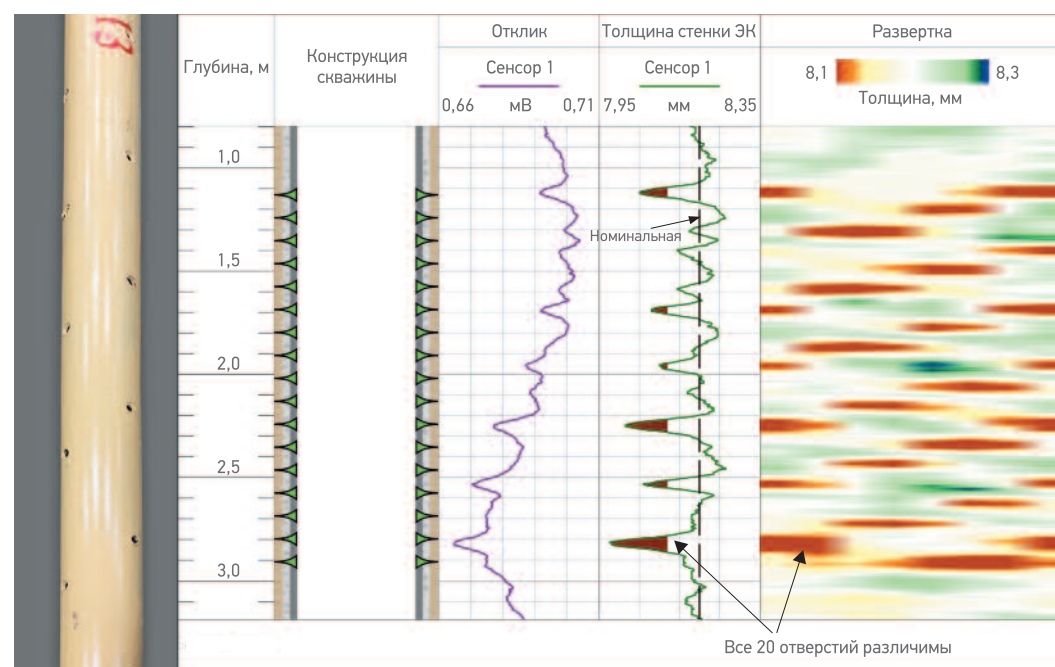 13
Глубина, м
Конструкция
скважины
Отклик
Сенсор 1
0,66 мВ 0,71
Толщина стенки ЭК
Сенсор 1
7,95 мм 8,35
Развертка
8,1 8,3
Толщина, мм
1,0
1,5
2,0
2,5
3,0
Номинальная
Все 20 отверстий различимы